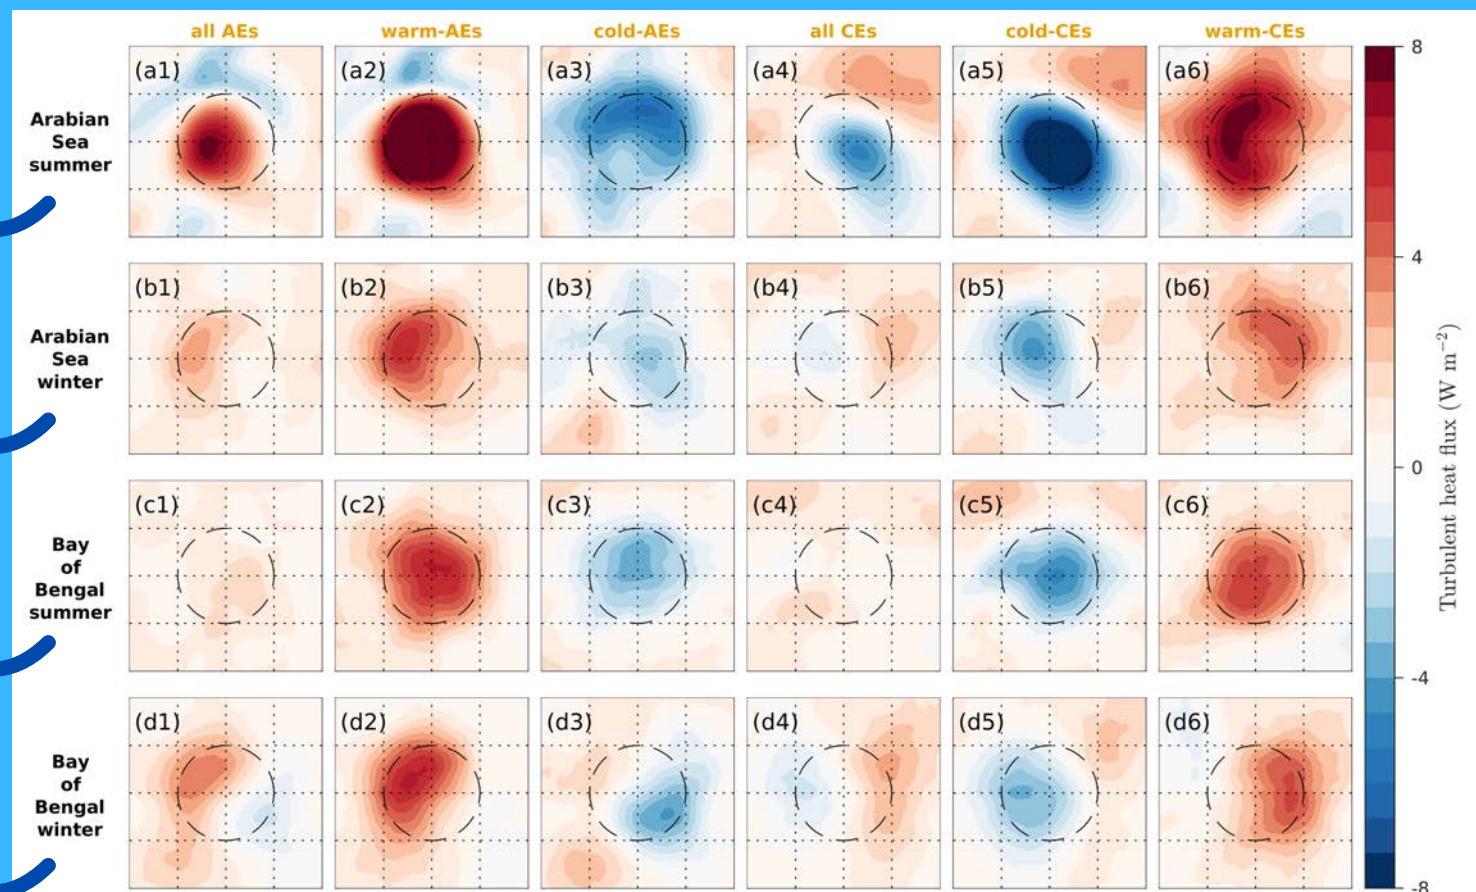 all AEs warm-AEs cold-AEs all CEs cold-CEs warm-CEs
(a1) (a2) (a3) (a4) (a5) (a6)
Arabian
Sea
summer
(b1) (b2) (b3) (b4) (b5) (b6)
Arabian
Sea
winter
(c1) (c2) (c3) (c4) (c5) (c6)
Bay
of
Bengal
summer
(d1) (d2) (d3) (d4) (d5) (d6)
Bay
of
Bengal
winter
8
4
0
-4
-8
Turbulent heat flux (W m⁻²)